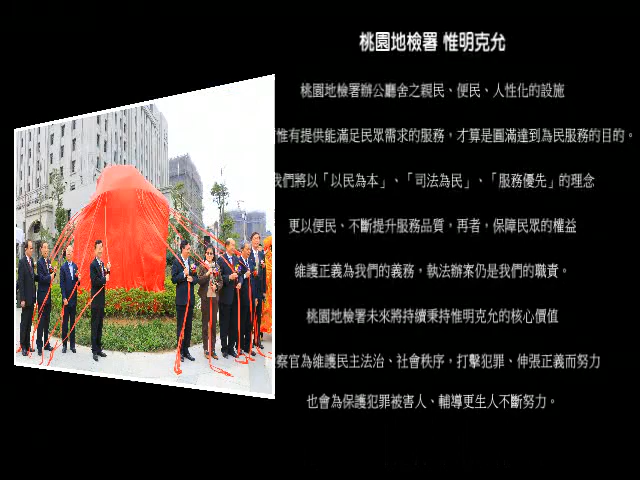 桃園地檢署 惟明克允
桃園地檢署辦公廳舍之親民、便民、人性化的設施
惟有提供能滿足民眾需求的服務，才算是圓滿達到為民服務的目的。
我們將以「以民為本」、「司法為民」、「服務優先」的理念
更以便民、不斷提升服務品質，再者，保障民眾的權益
維護正義為我們的義務，執法辦案仍是我們的職責。
桃園地檢署未來將持續秉持惟明克允的核心價值
察官為維護民主法治、社會秩序，打擊犯罪、伸張正義而努力
也會為保護犯罪被害人、輔導更生人不斷努力。